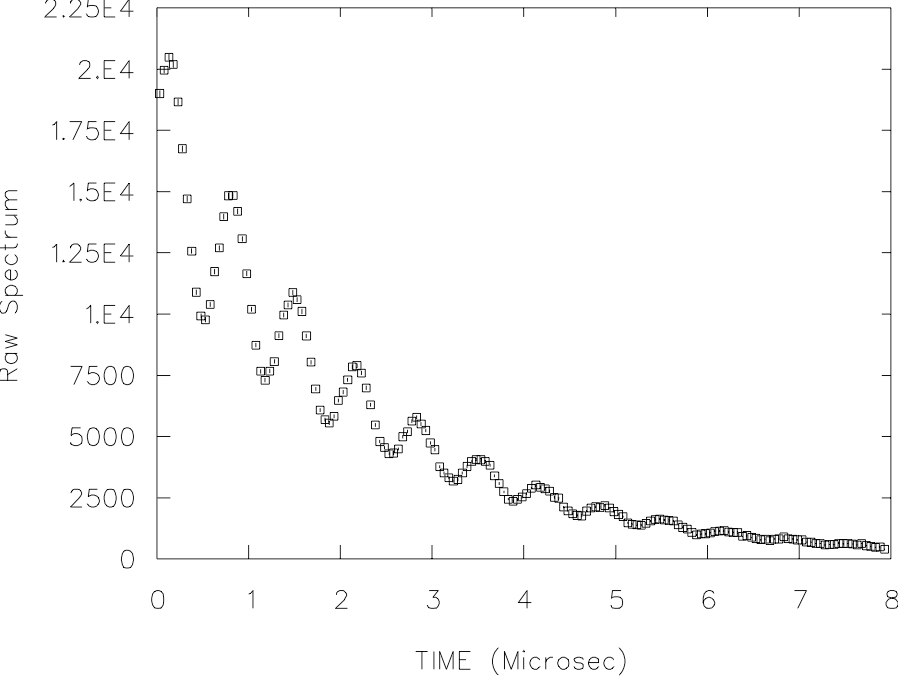 2.25E4
2.E4
1.75E4
1.5E4
1.25E4
1.E4
7500
5000
2500
0
Raw Spectrum
0 1 2 3 4 5 6 7 8
TIME (Microsec)